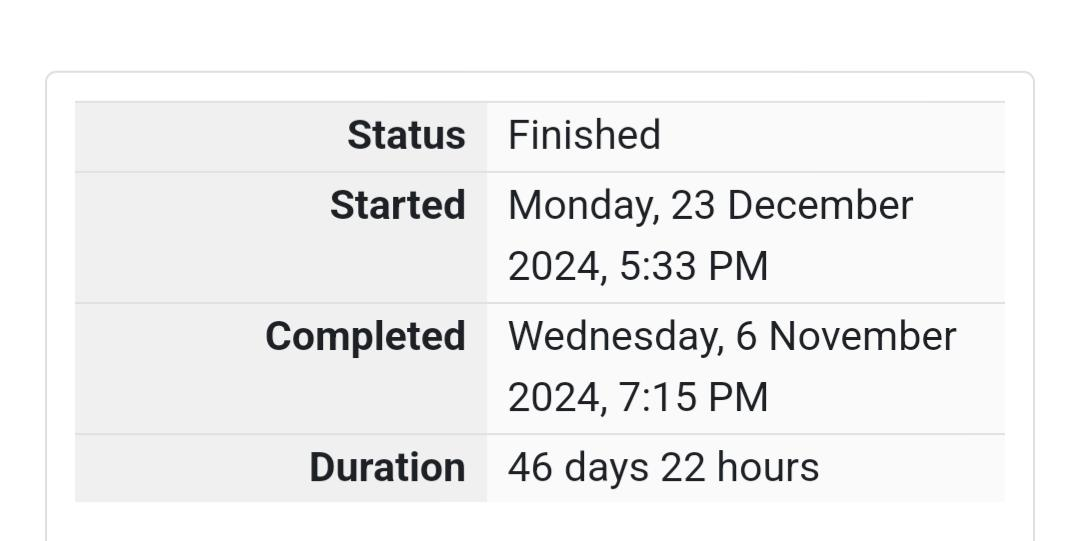 Status Finished
Started Monday, 23 December
2024, 5:33 PM
Completed Wednesday, 6 November
2024, 7:15 PM
Duration 46 days 22 hours